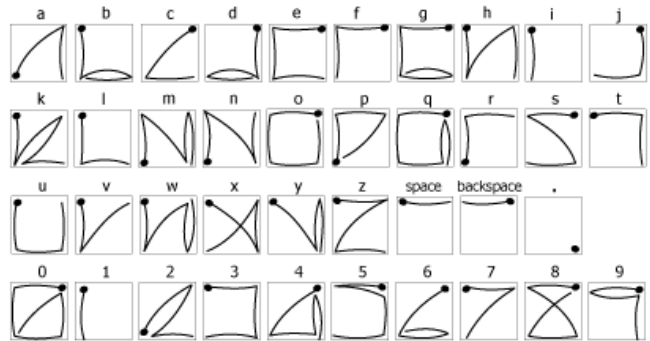 a b c d e f g h i j
k l m n o p q r s t
u v w x y z space backspace .
0 1 2 3 4 5 6 7 8 9